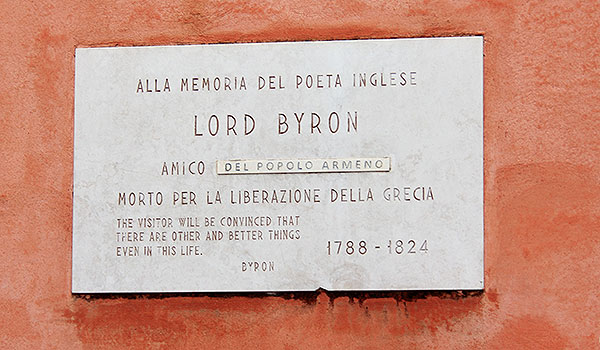 ALLA MEMORIA DEL POETA INGLESE
LORD BYRON
AMICO DEL POPOLO ARMENO
MORTO PER LA LIBERAZIONE DELLA GRECIA
THE VISITOR WILL BE CONVINCED THAT
THERE ARE OTHER AND BETTER THINGS
EVEN IN THIS LIFE.
BYRON
1788 - 1824